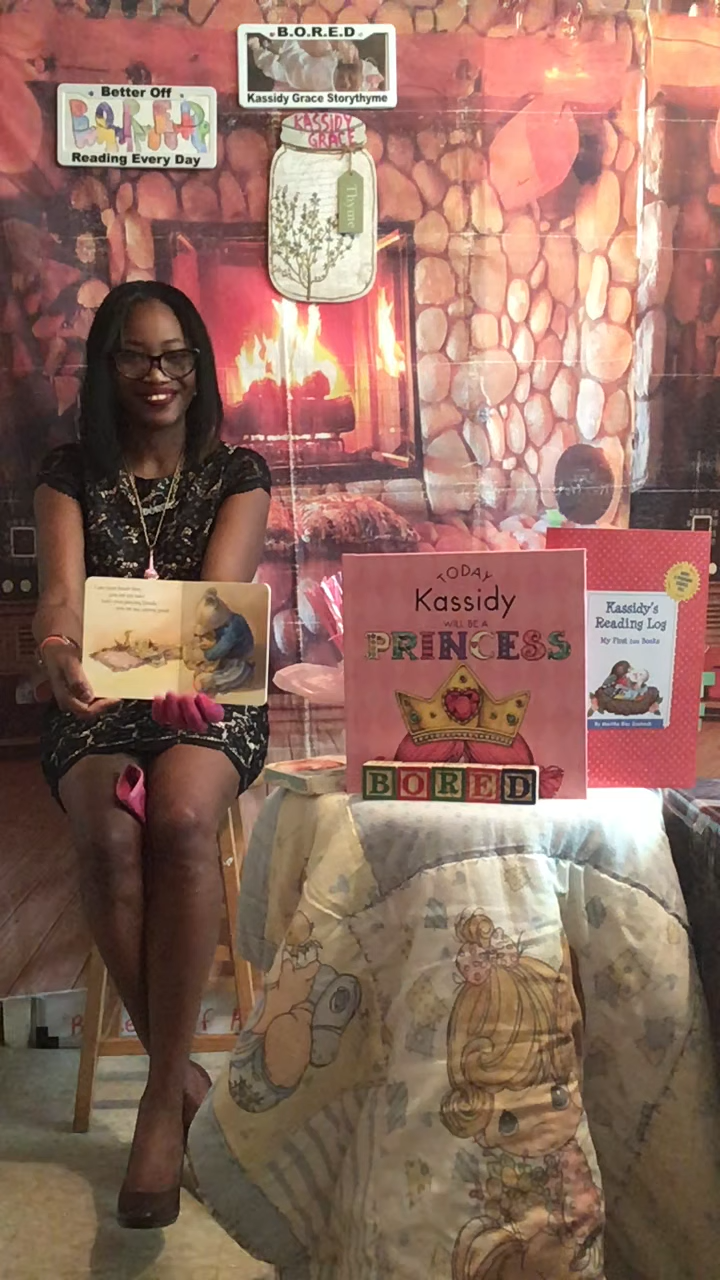 B.O.R.E.D
Kassidy Grace Storythyme
Better Off
BORED
Reading Every Day
KASSIDY
GRACE
Thyme
TODAY
Kassidy
WILL BE A
PRINCESS
BORED
Kassidy's
Reading Log
My First 100 Books